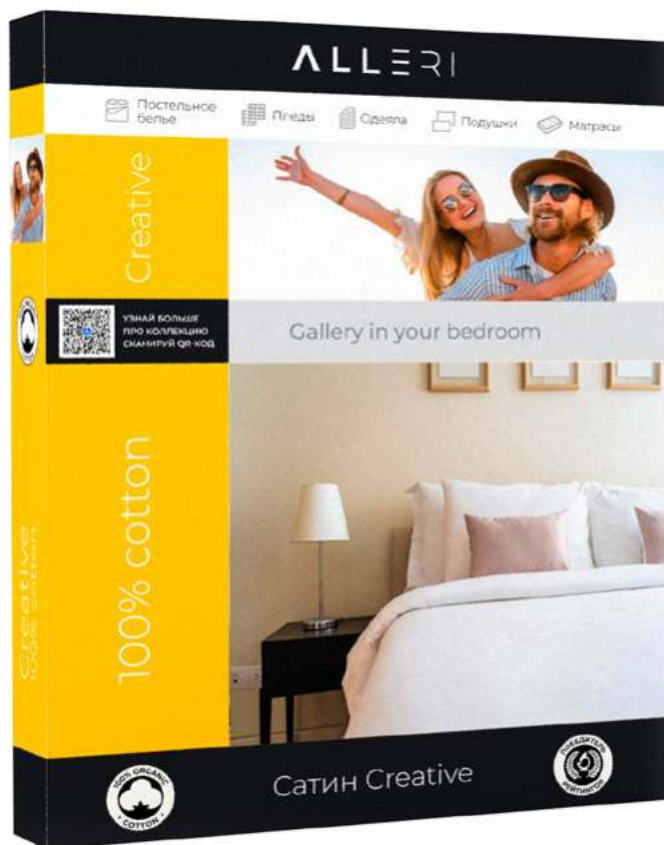 ALLERI
Постельное
белье
Пледы
Одеяла
Подушки
Матрасы
Creative
УЗНАЙ БОЛЬШЕ
ПРО КОЛЛЕКЦИЮ
СКАНИРУЙ QR-КОД
Gallery in your bedroom
100% cotton
Creative
100% cotton
100% ORGANIC
COTTON
Сатин Creative
ПОБЕДИТЕЛЬ
РЕЙТИНГОВ